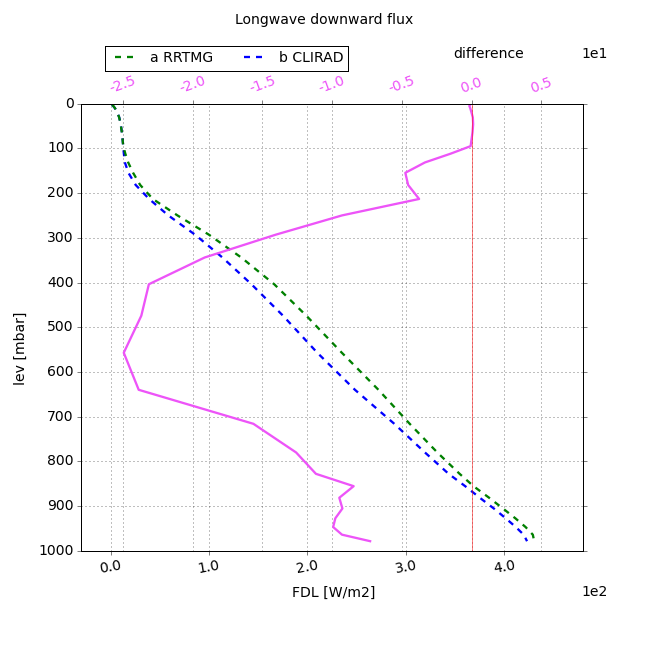 Longwave downward flux
a RRTMG b CLIRAD difference 1e1
-2.5 -2.0 -1.5 -1.0 -0.5 0.0 0.5
0
100
200
300
400
500
600
700
800
900
1000
lev [mbar]
0.0 1.0 2.0 3.0 4.0
FDL [W/m2] 1e2